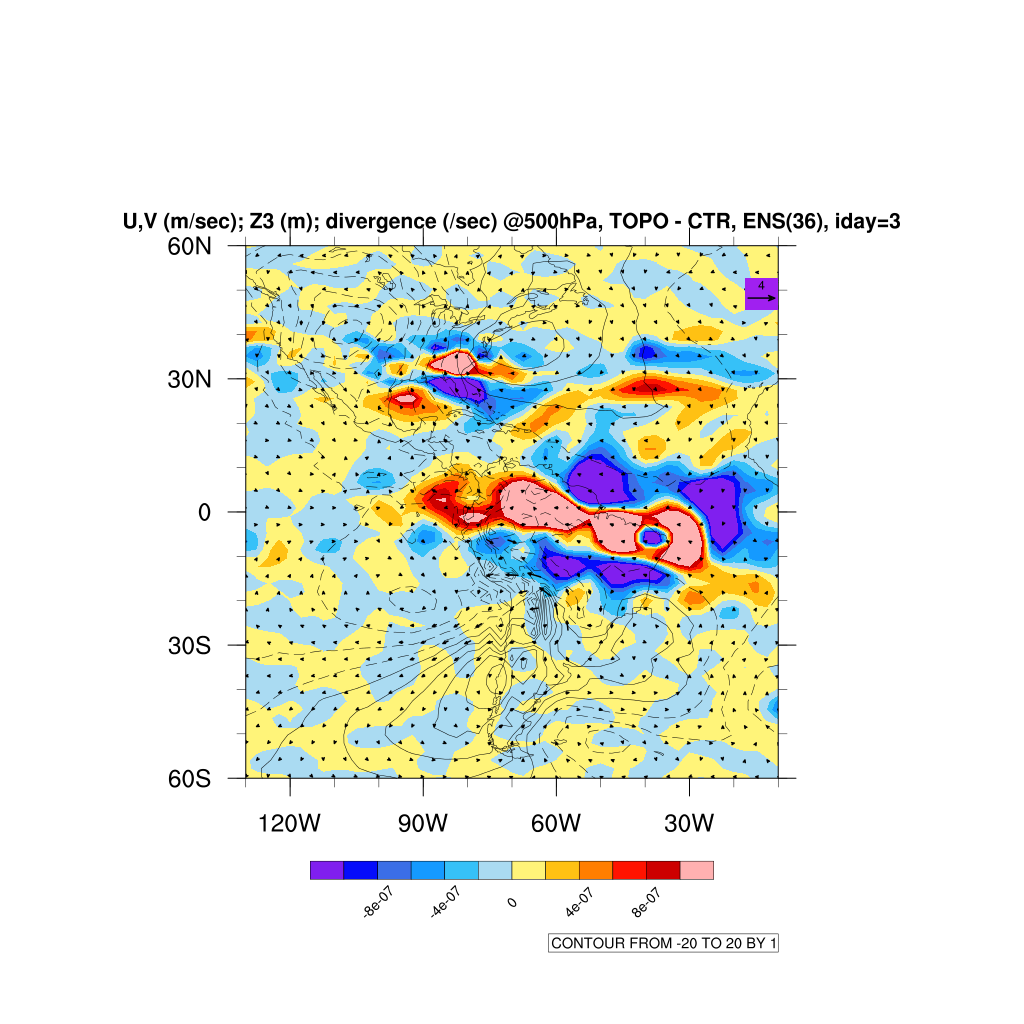 U,V (m/sec); Z3 (m); divergence (/sec) @500hPa, TOPO - CTR, ENS(36), iday=3
60N
4
30N
0
30S
60S
120W 90W 60W 30W
-8e-07 -4e-07 0 4e-07 8e-07
CONTOUR FROM -20 TO 20 BY 1